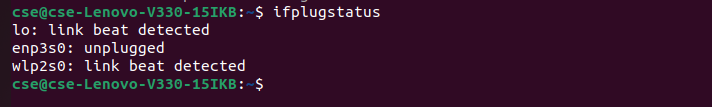 cse@cse-Lenovo-V330-15IKB:~$ ifplugstatus
lo: link beat detected
enp3s0: unplugged
wlp2s0: link beat detected
cse@cse-Lenovo-V330-15IKB:~$